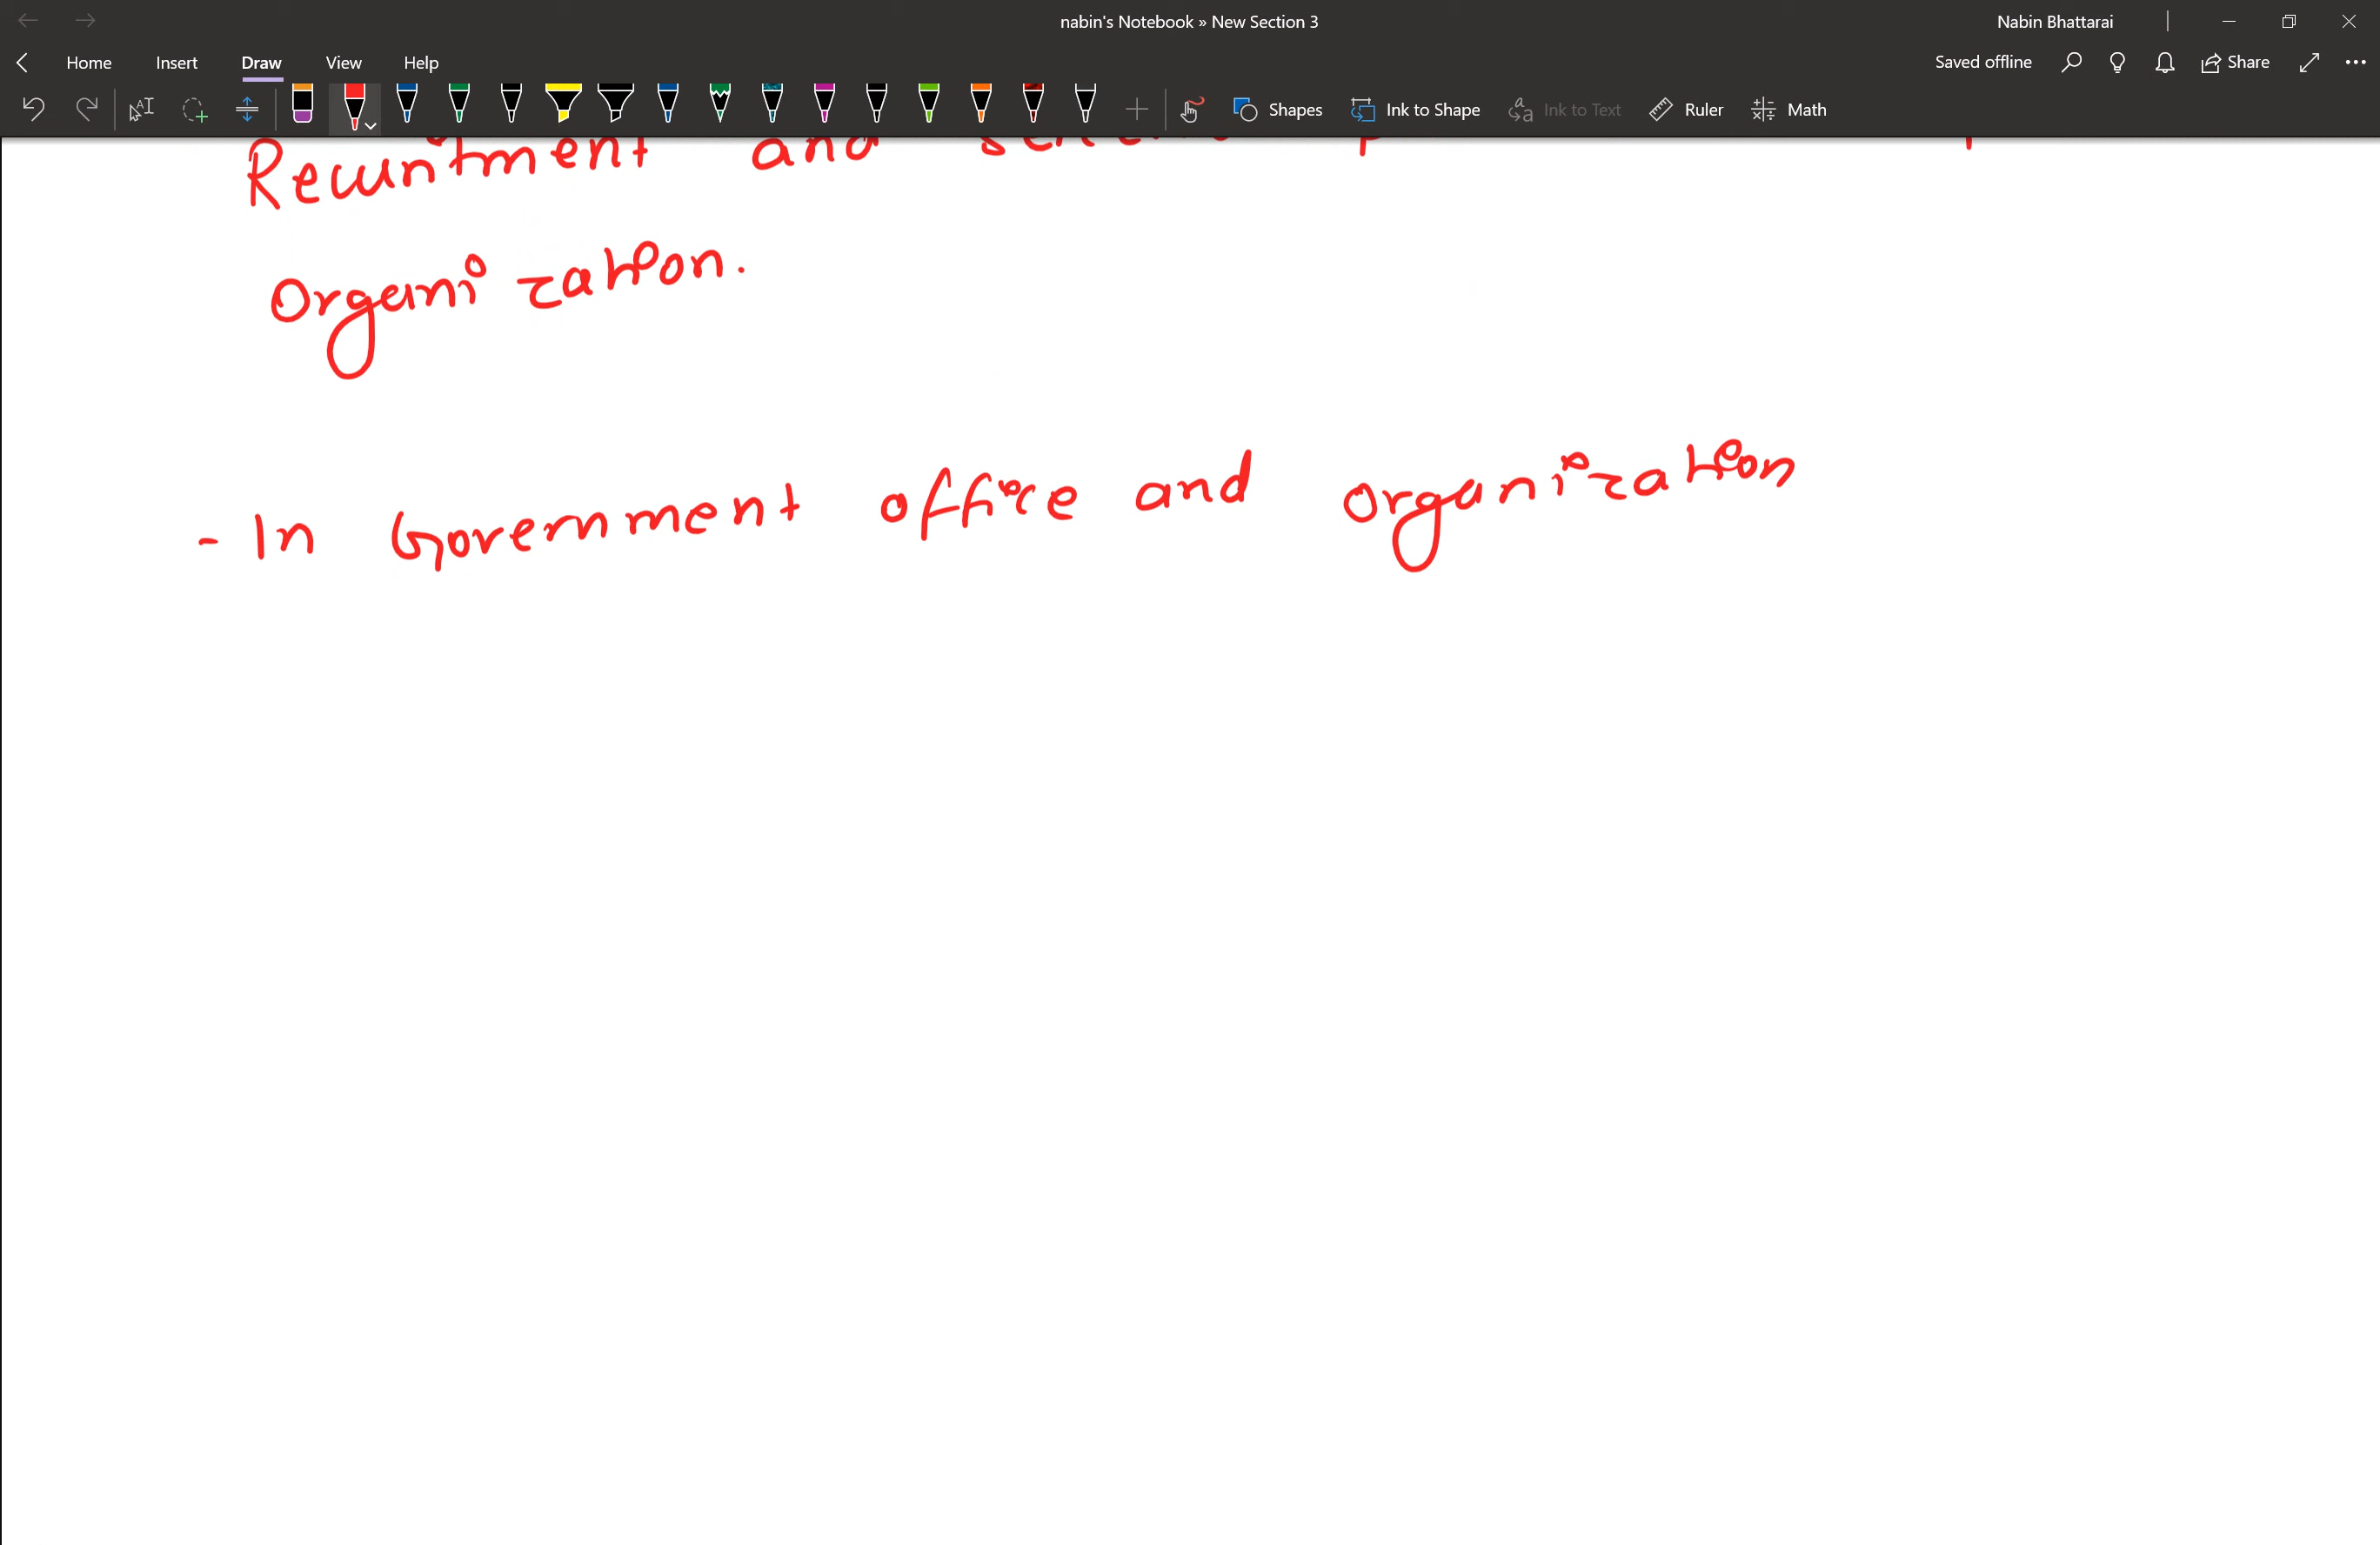 nabin's Notebook » New Section 3
Nabin Bhattarai
Home Insert Draw View Help
Saved offline
Share
Shapes
Ink to Shape
Ink to Text
Ruler
Math
Recruitment and
Organization.
- In Government office and organization